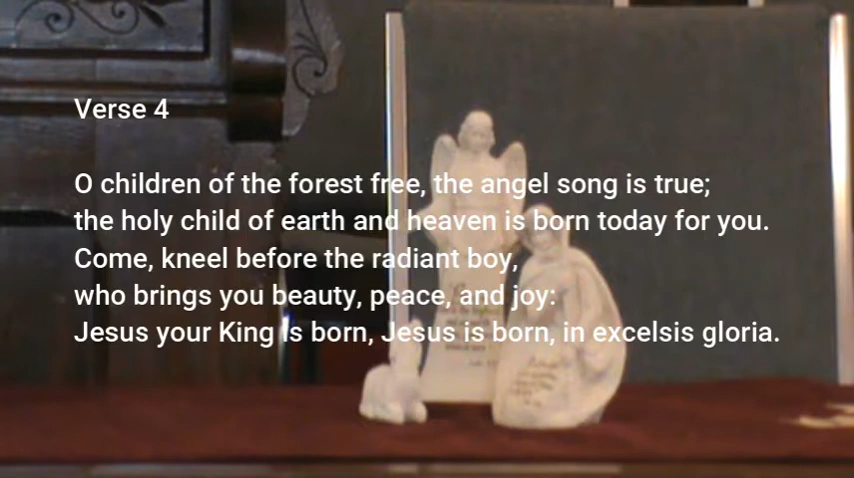 Verse 4
O children of the forest free, the angel song is true;
the holy child of earth and heaven is born today for you.
Come, kneel before the radiant boy,
who brings you beauty, peace, and joy:
Jesus your King is born, Jesus is born, in excelsis gloria.